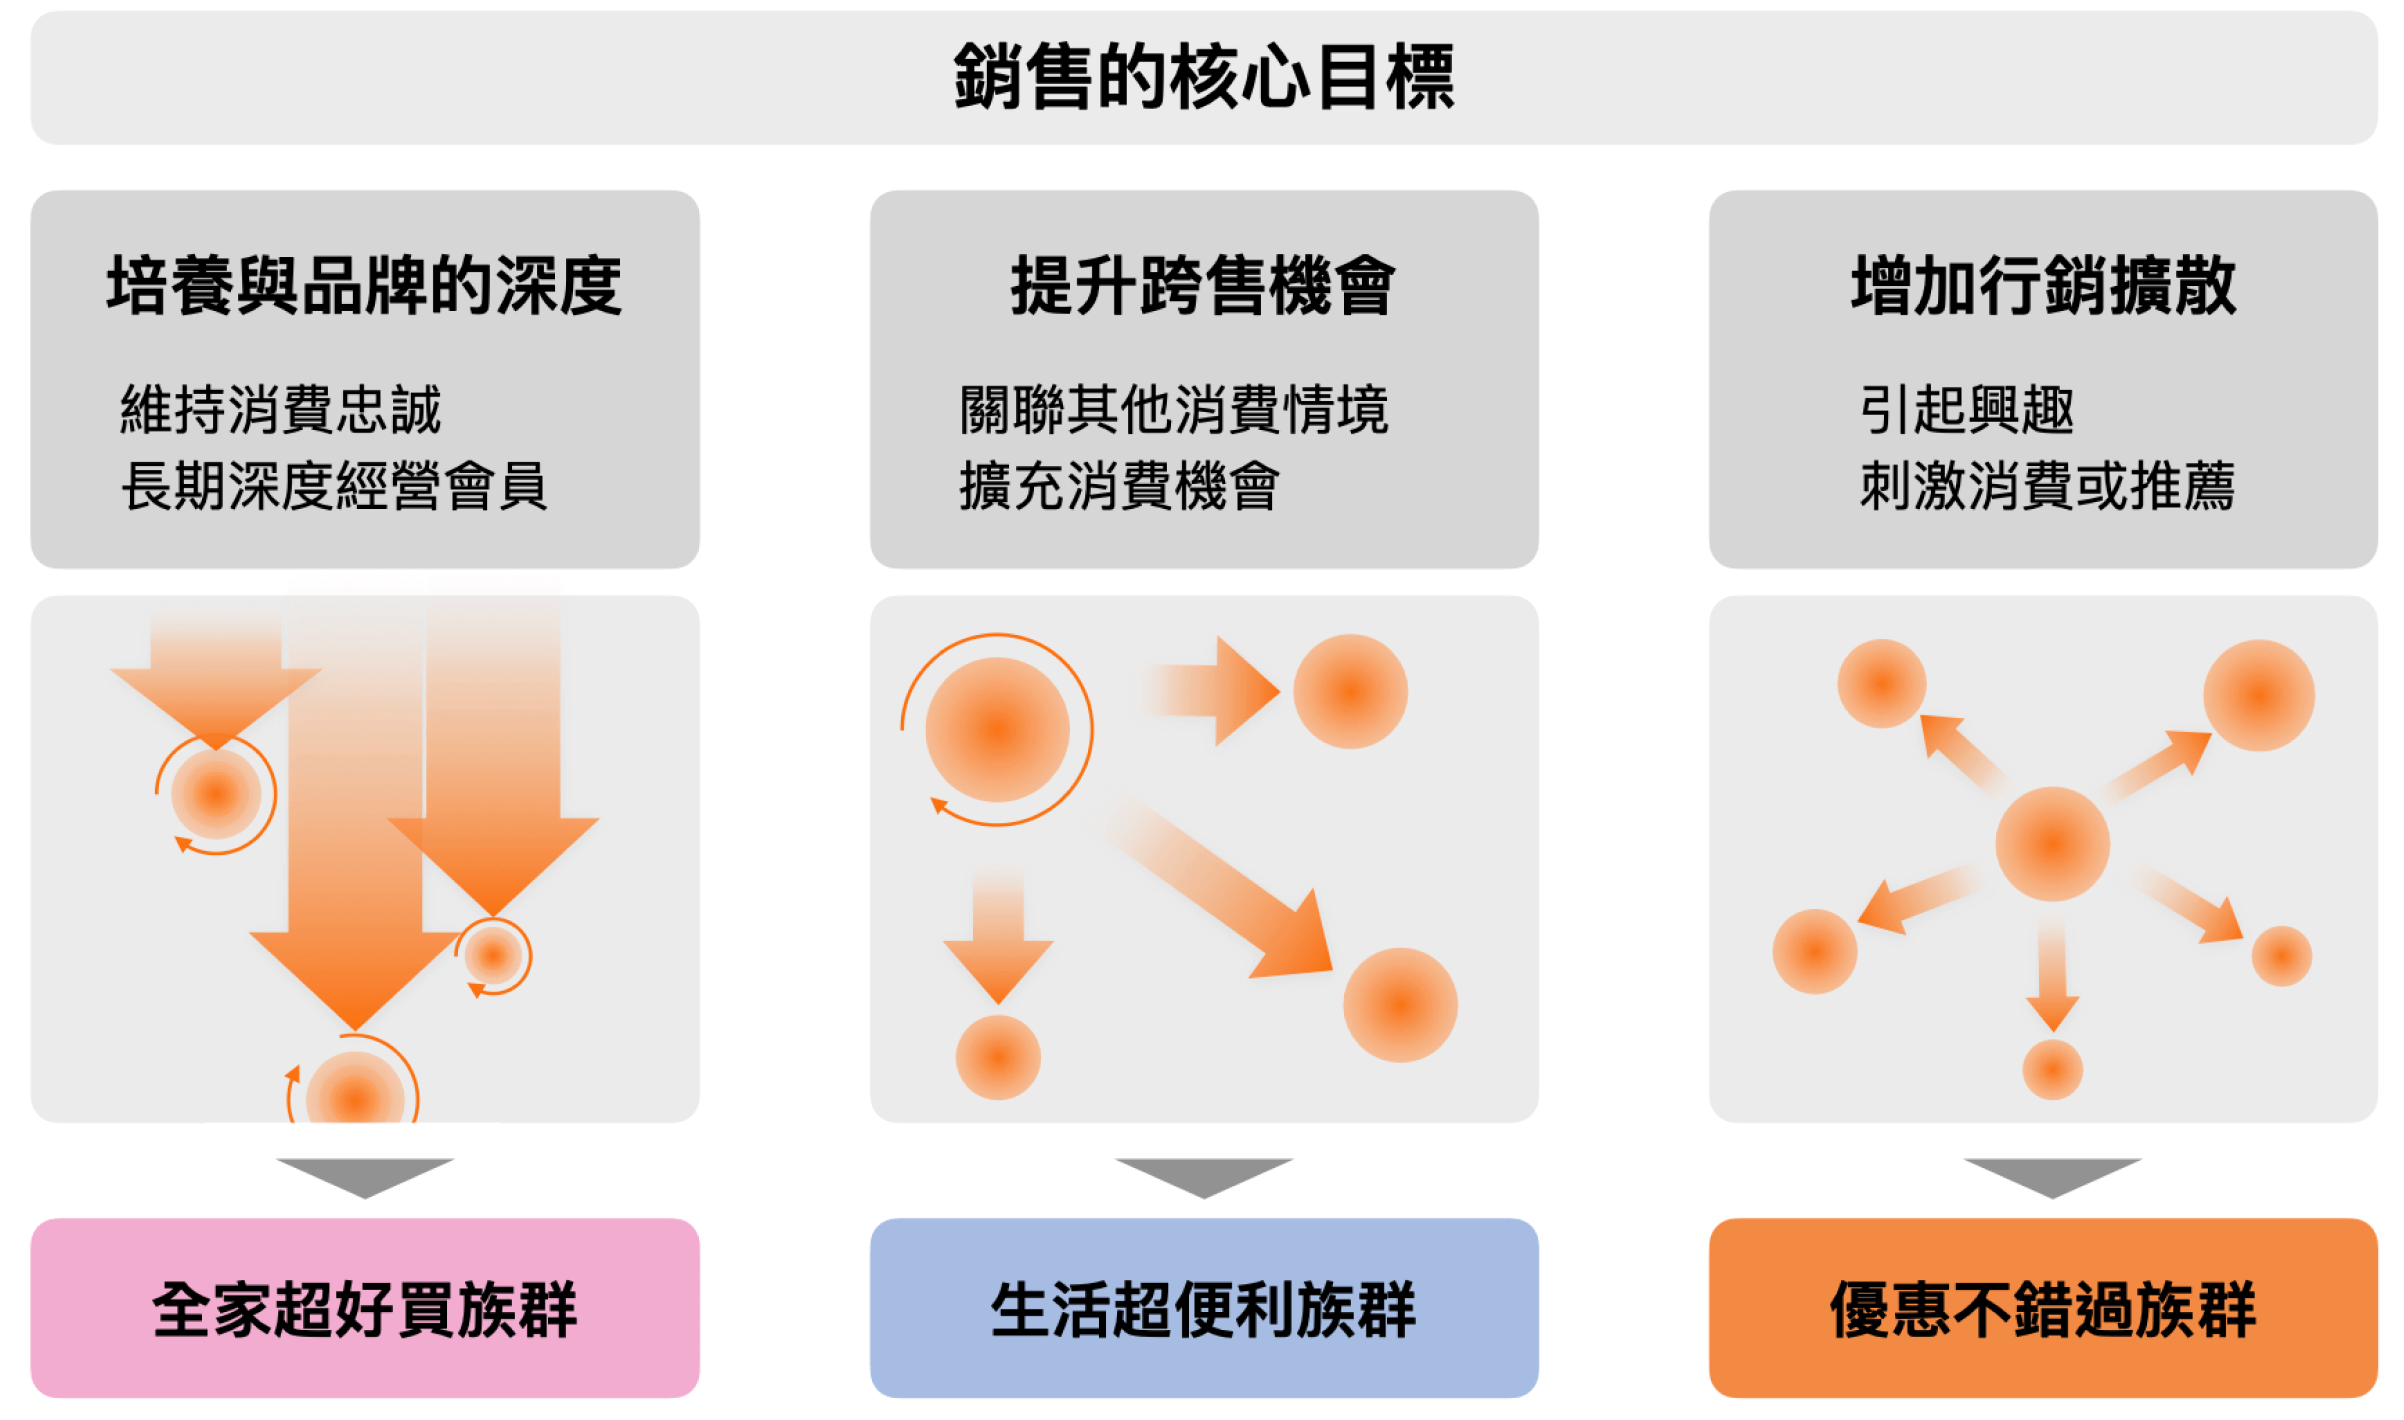 銷售的核心目標
培養與品牌的深度
維持消費忠誠
長期深度經營會員
提升跨售機會
關聯其他消費情境
擴充消費機會
增加行銷擴散
引起興趣
刺激消費或推薦
全家超好買族群
生活超便利族群
優惠不錯過族群